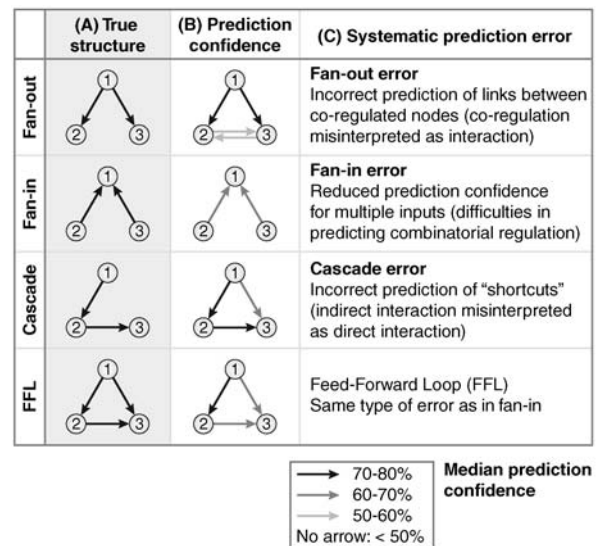 (A) True structure
(B) Prediction confidence
(C) Systematic prediction error
Fan-out
1
2
3
1
2
3
Fan-out error
Incorrect prediction of links between
co-regulated nodes (co-regulation
misinterpreted as interaction)
Fan-in
1
2
3
1
2
3
Fan-in error
Reduced prediction confidence
for multiple inputs (difficulties in
predicting combinatorial regulation)
Cascade
1
2
3
1
2
3
Cascade error
Incorrect prediction of “shortcuts”
(indirect interaction misinterpreted
as direct interaction)
FFL
1
2
3
1
2
3
Feed-Forward Loop (FFL)
Same type of error as in fan-in
70-80%
60-70%
50-60%
No arrow: < 50%
Median prediction
confidence